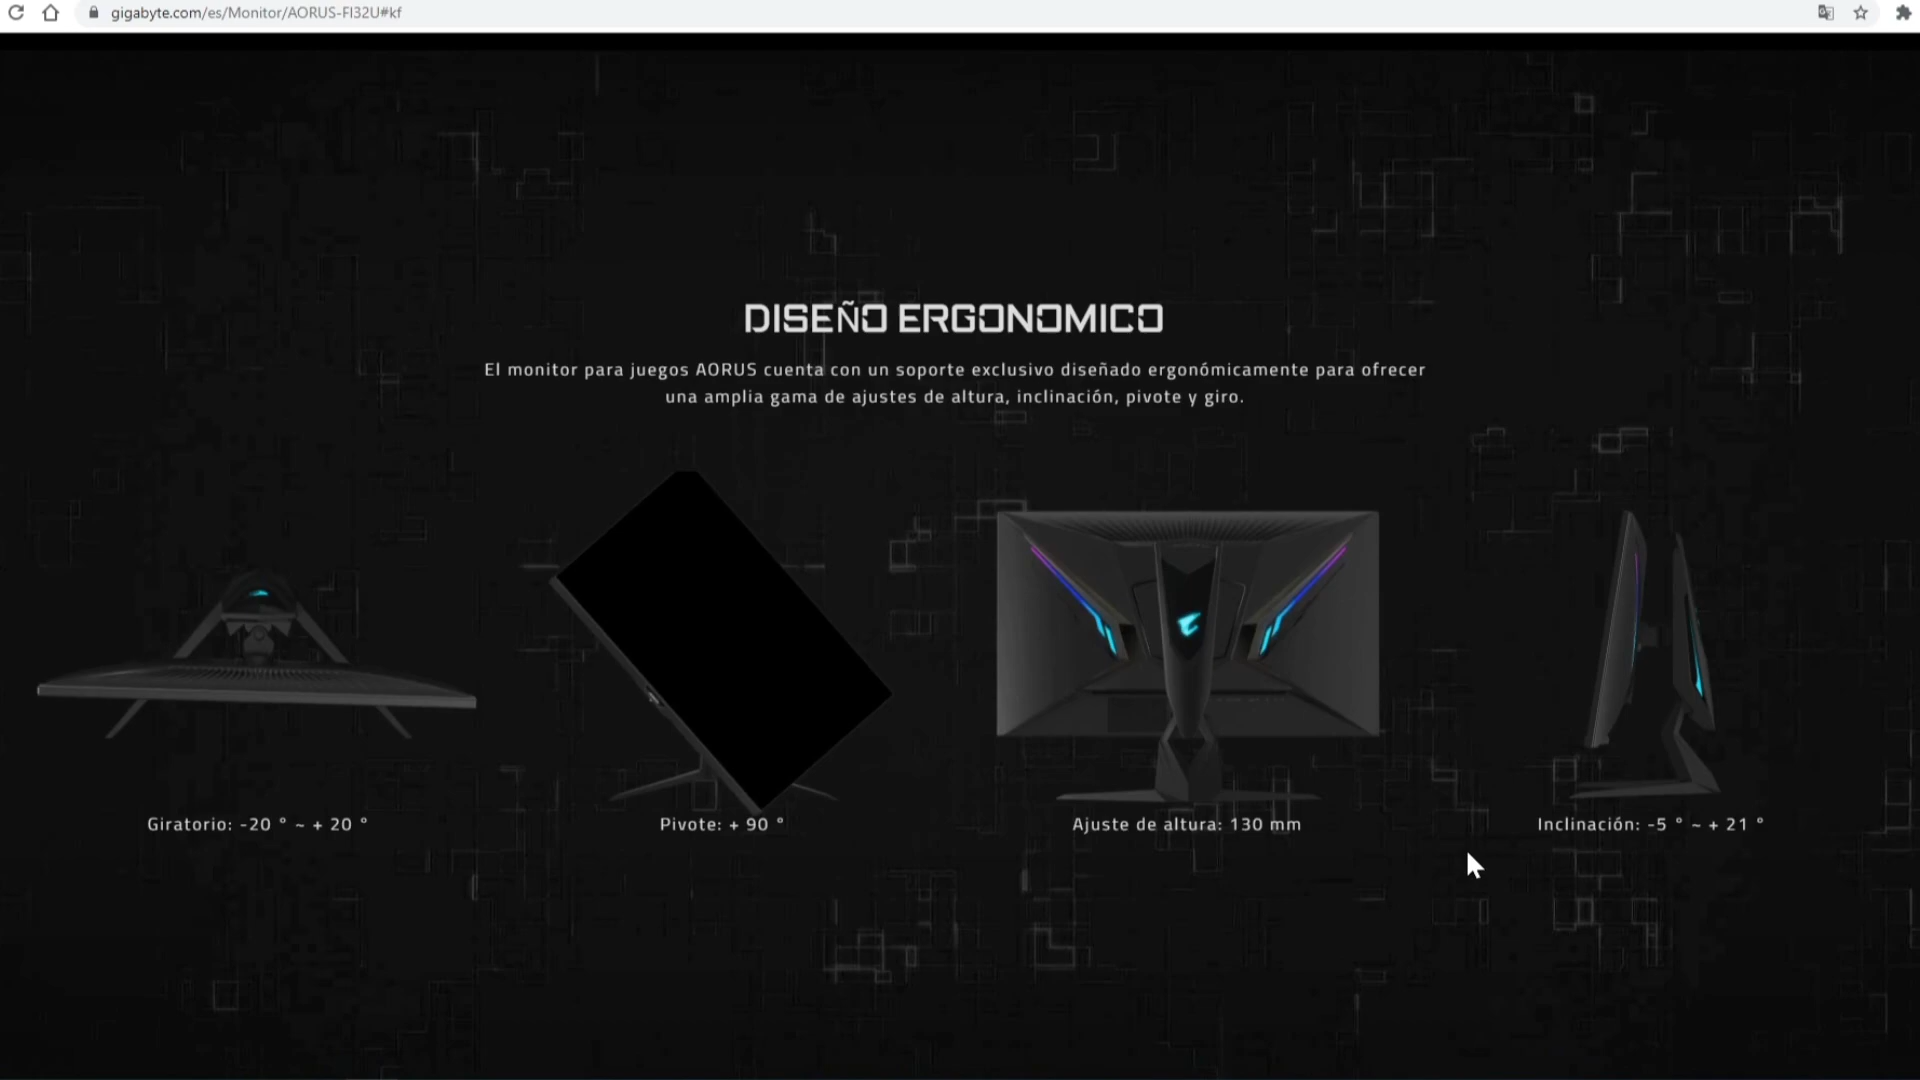 gigabyte.com/es/Monitor/AORUS-FI32U#kf
DISEÑO ERGONOMICO
El monitor para juegos AORUS cuenta con un soporte exclusivo diseñado ergonómicamente para ofrecer
una amplia gama de ajustes de altura, inclinación, pivote y giro.
Giratorio: -20 ° ~ + 20 °
Pivote: + 90 °
Ajuste de altura: 130 mm
Inclinación: -5 ° ~ + 21 °